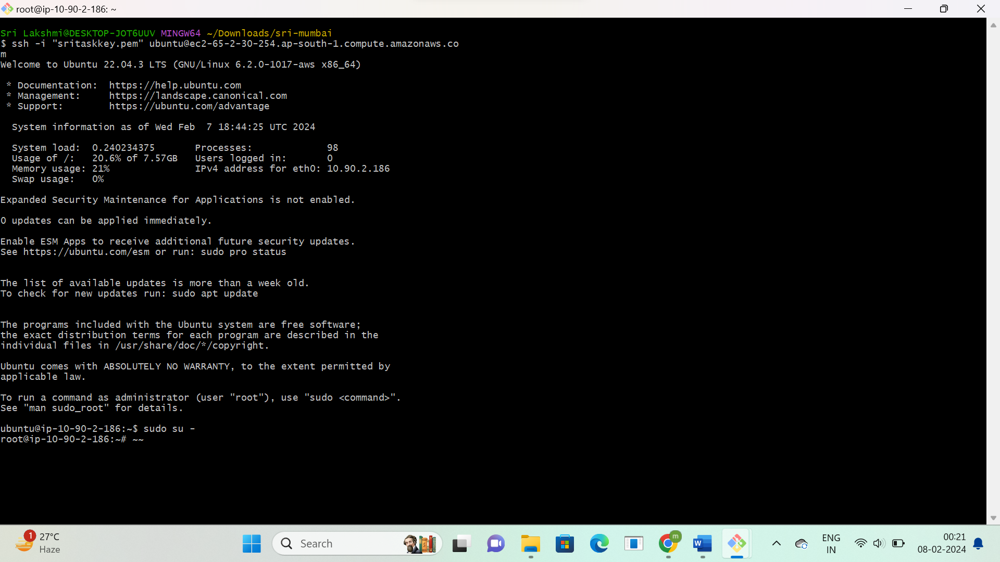 root@ip-10-90-2-186: ~
Sri Lakshmi@DESKTOP-JOT6UUV MINGW64 ~/Downloads/sri-mumbai
$ ssh -i "sritaskkey.pem" ubuntu@ec2-65-2-30-254.ap-south-1.compute.amazonaws.co
m
Welcome to Ubuntu 22.04.3 LTS (GNU/Linux 6.2.0-1017-aws x86_64)
* Documentation:  https://help.ubuntu.com
* Management:     https://landscape.canonical.com
* Support:        https://ubuntu.com/advantage
System information as of Wed Feb  7 18:44:25 UTC 2024
System load:  0.240234375       Processes:             98
Usage of /:   20.6% of 7.57GB   Users logged in:       0
Memory usage: 21%               IPv4 address for eth0: 10.90.2.186
Swap usage:   0%
Expanded Security Maintenance for Applications is not enabled.
0 updates can be applied immediately.
Enable ESM Apps to receive additional future security updates.
See https://ubuntu.com/esm or run: sudo pro status
The list of available updates is more than a week old.
To check for new updates run: sudo apt update
The programs included with the Ubuntu system are free software;
the exact distribution terms for each program are described in the
individual files in /usr/share/doc/*/copyright.
Ubuntu comes with ABSOLUTELY NO WARRANTY, to the extent permitted by
applicable law.
To run a command as administrator (user "root"), use "sudo <command>".
See "man sudo_root" for details.
ubuntu@ip-10-90-2-186:~$ sudo su -
root@ip-10-90-2-186:~# ~~
1
27°C
Haze
Search
m
W
ENG
IN
00:21
08-02-2024